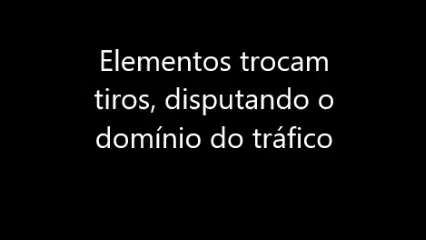 Elementos trocam
tiros, disputando o
domínio do tráfico